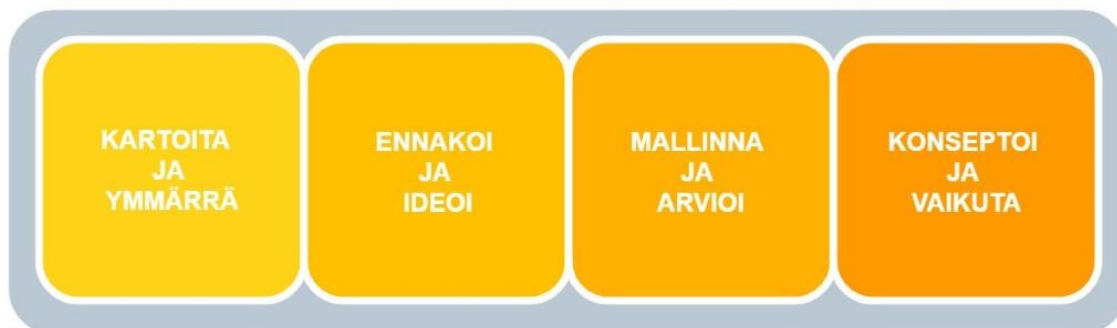 KARTOITA
JA
YMMÄRRÄ
ENNAKOI
JA
IDEOI
MALLINNA
JA
ARVIOI
KONSEPTOI
JA
VAIKUTA